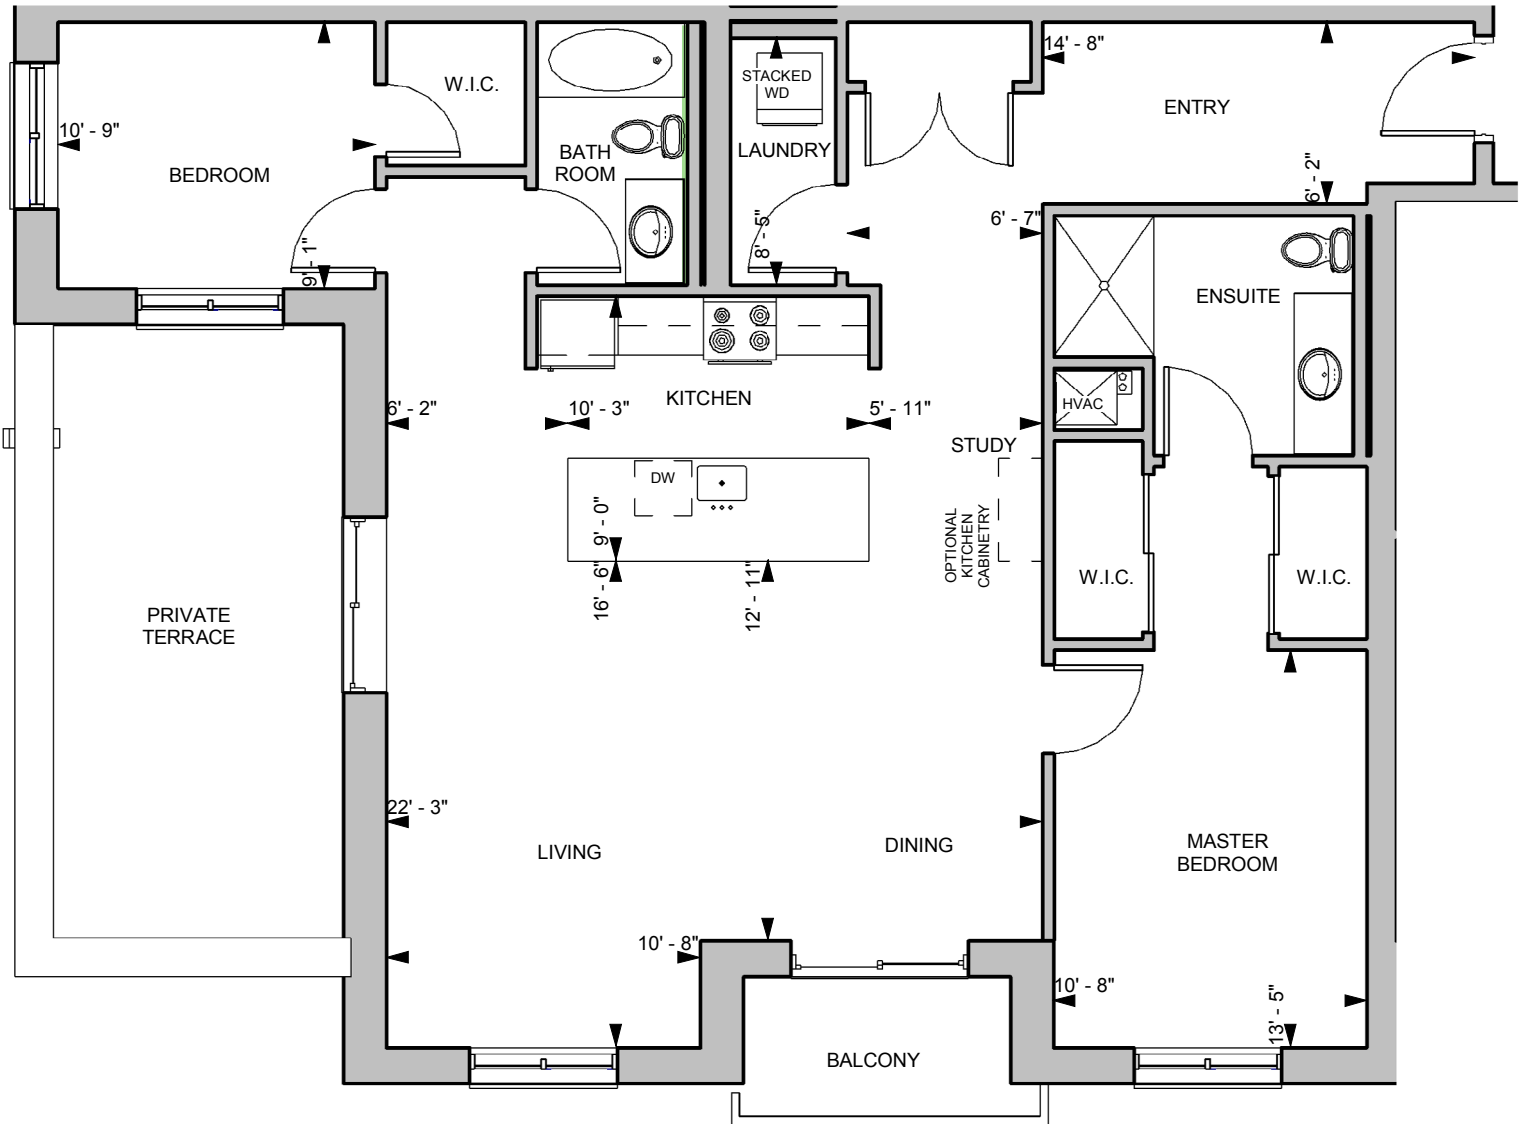 14' - 8"
W.I.C.
STACKED
WD
ENTRY
10' - 9"
BEDROOM
BATH
ROOM
LAUNDRY
6' - 2"
9' - 1"
8' - 5"
6' - 7"
ENSUITE
KITCHEN
HVAC
6' - 2"
10' - 3"
5' - 11"
STUDY
DW
9' - 0"
OPTIONAL
KITCHEN
CABINETRY
16' - 6"
12' - 11"
W.I.C.
W.I.C.
PRIVATE
TERRACE
22' - 3"
LIVING
DINING
MASTER
BEDROOM
10' - 8"
10' - 8"
13' - 5"
BALCONY